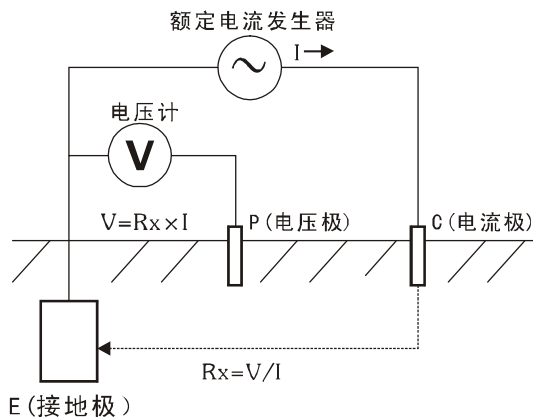 额定电流发生器
I
电压计
V
V=Rx×I
P(电压极)
C(电流极)
Rx=V/I
E(接地极)